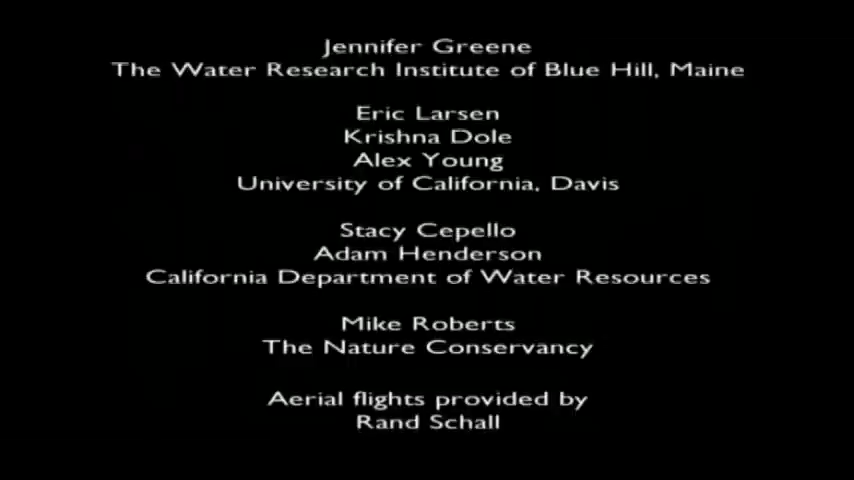 Jennifer Greene
The Water Research Institute of Blue Hill, Maine
Eric Larsen
Krishna Dole
Alex Young
University of California, Davis
Stacy Cepello
Adam Henderson
California Department of Water Resources
Mike Roberts
The Nature Conservancy
Aerial flights provided by
Rand Schall